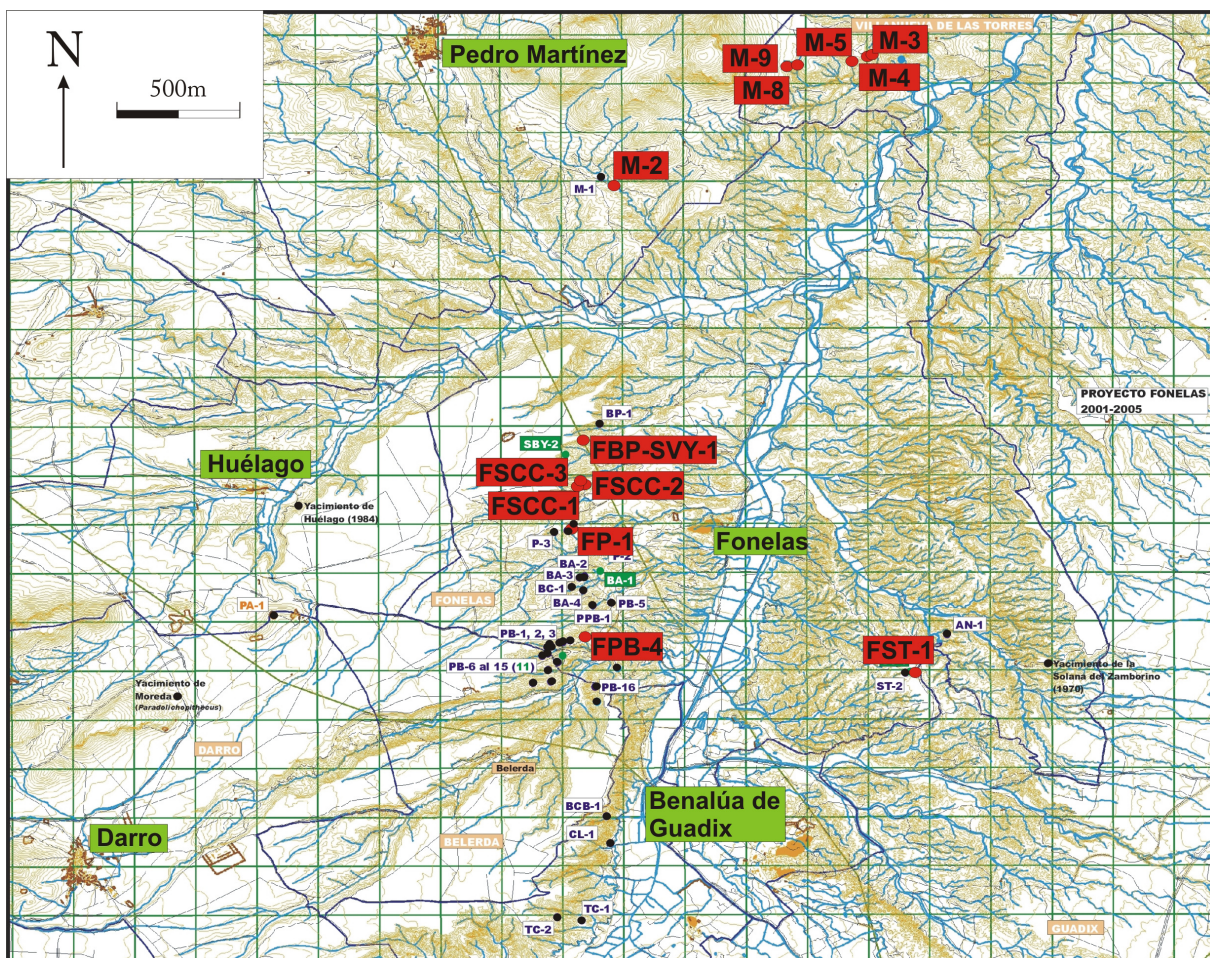 N
500m
Pedro Martínez
VILLANUEVA DE LAS TORRES
M-9
M-5
M-3
M-8
M-4
M-2
M-1
PROYECTO FONELAS
2001-2005
BP-1
SBY-2
FBP-SVY-1
Huélago
FSCC-3
FSCC-2
FSCC-1
Yacimiento de
Huélago (1984)
P-3
FP-1
Fonelas
P-2
BA-2
BA-3
BA-1
BC-1
FONELAS
BA-4
PB-5
PA-1
PPB-1
PB-1, 2, 3
FPB-4
AN-1
FST-1
PB-6 al 15 (11)
ST-2
Yacimiento de la
Solana del Zamborino
(1970)
Yacimiento de
Moreda
(Paradolichopithecus)
PB-16
DARRO
Belerda
Benalúa de
Guadix
BCB-1
Darro
CL-1
BELERDA
TC-1
TC-2
GUADIX